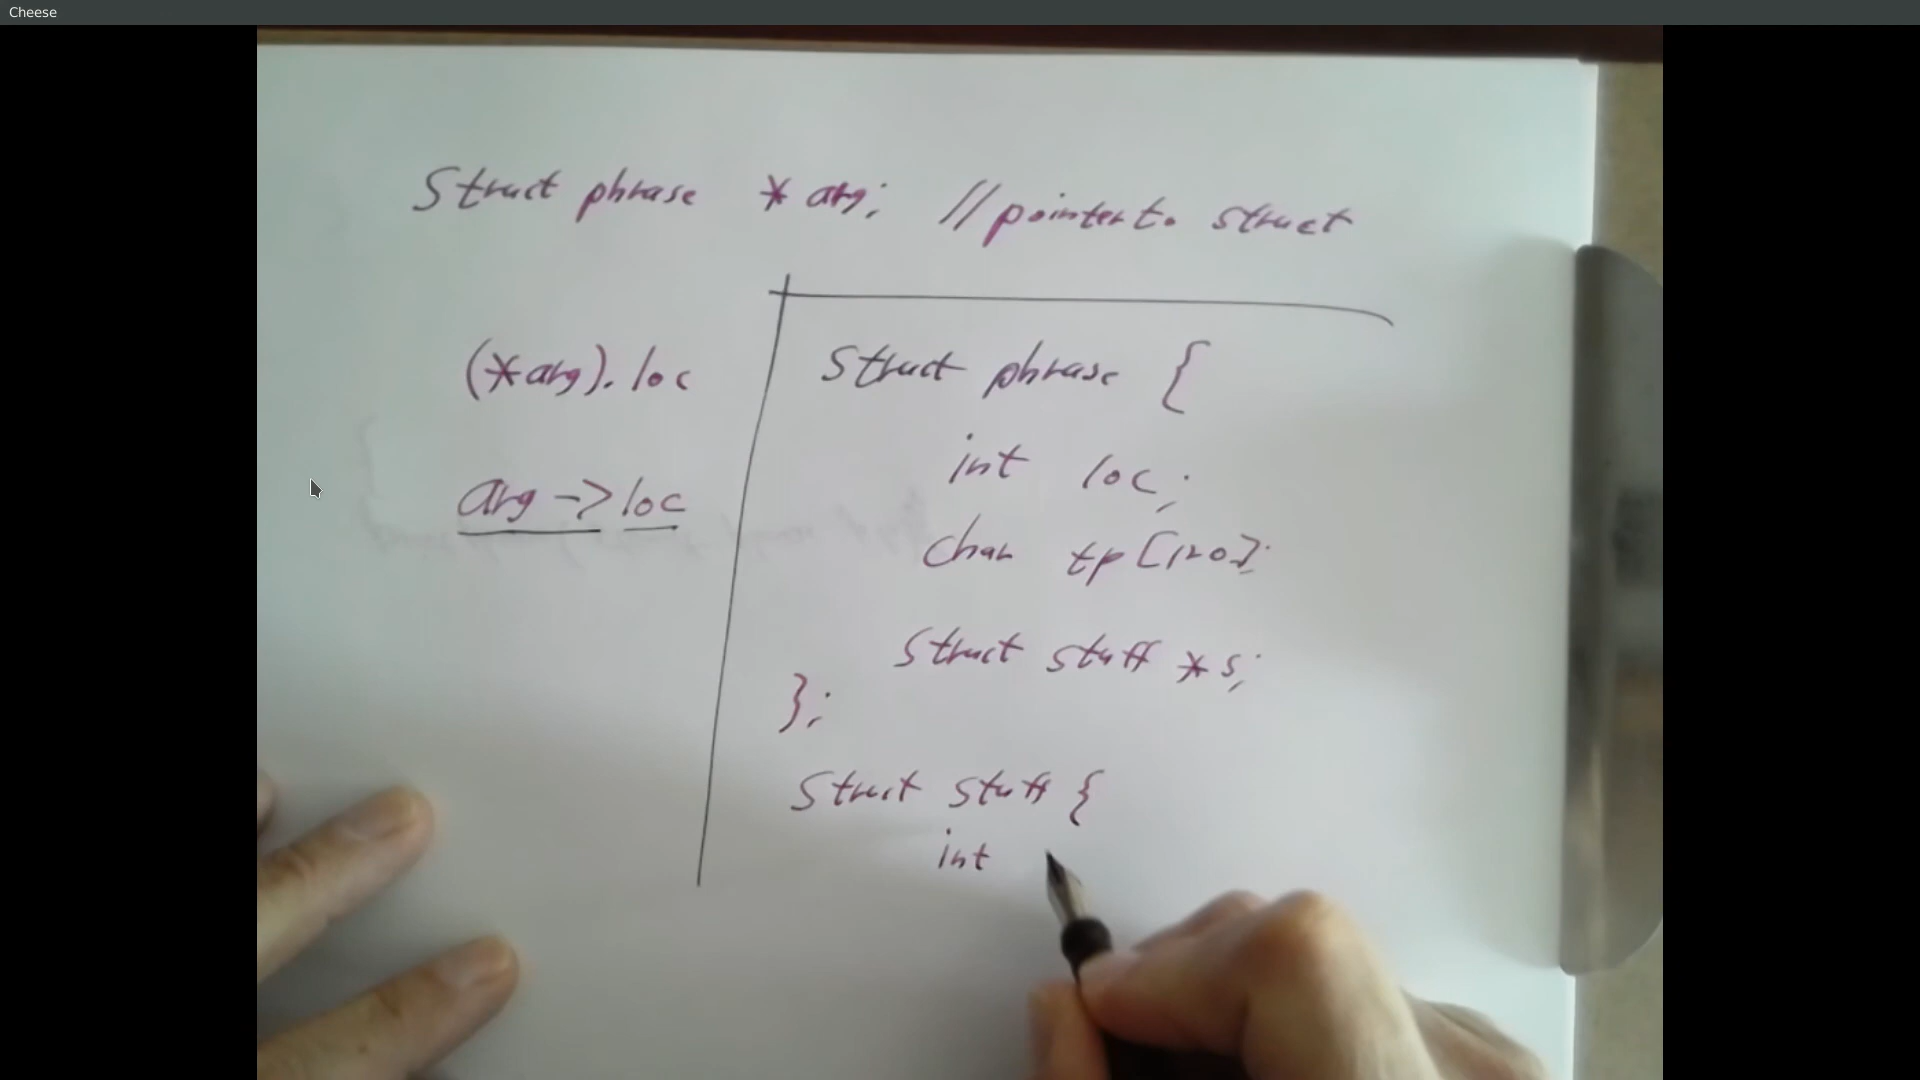 Cheese
Struct phrase * arg; // pointer to struct
(*arg).loc
arg -> loc
Struct phrase {
int loc;
char tp[120];
Struct stuff *s;
};
Struct stuff {
int